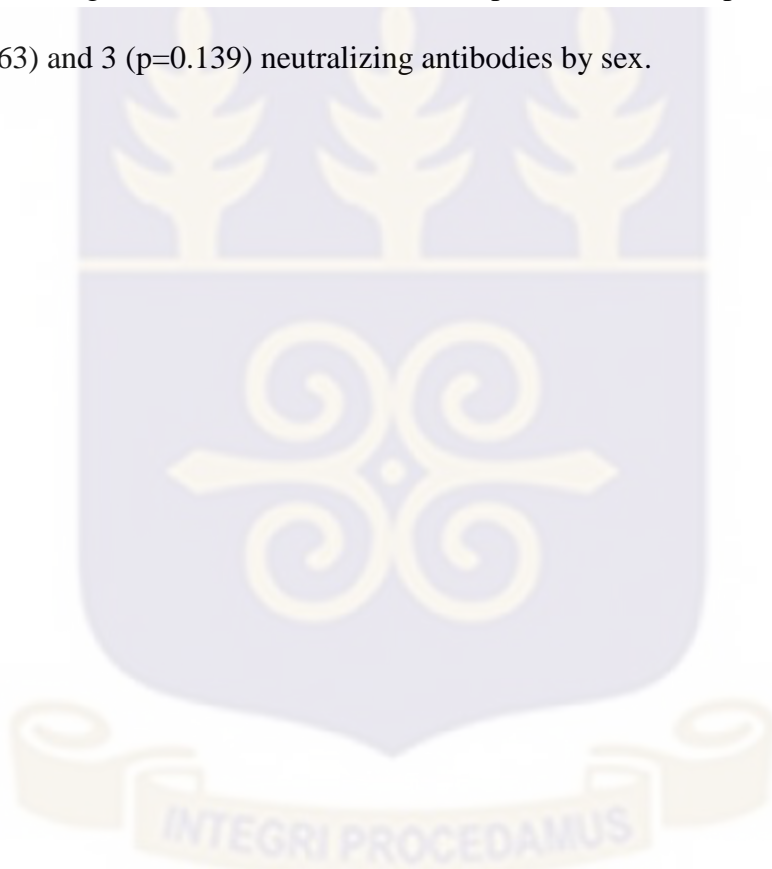 63) and 3 (p=0.139) neutralizing antibodies by sex.
INTEGRI PROCEDAMUS